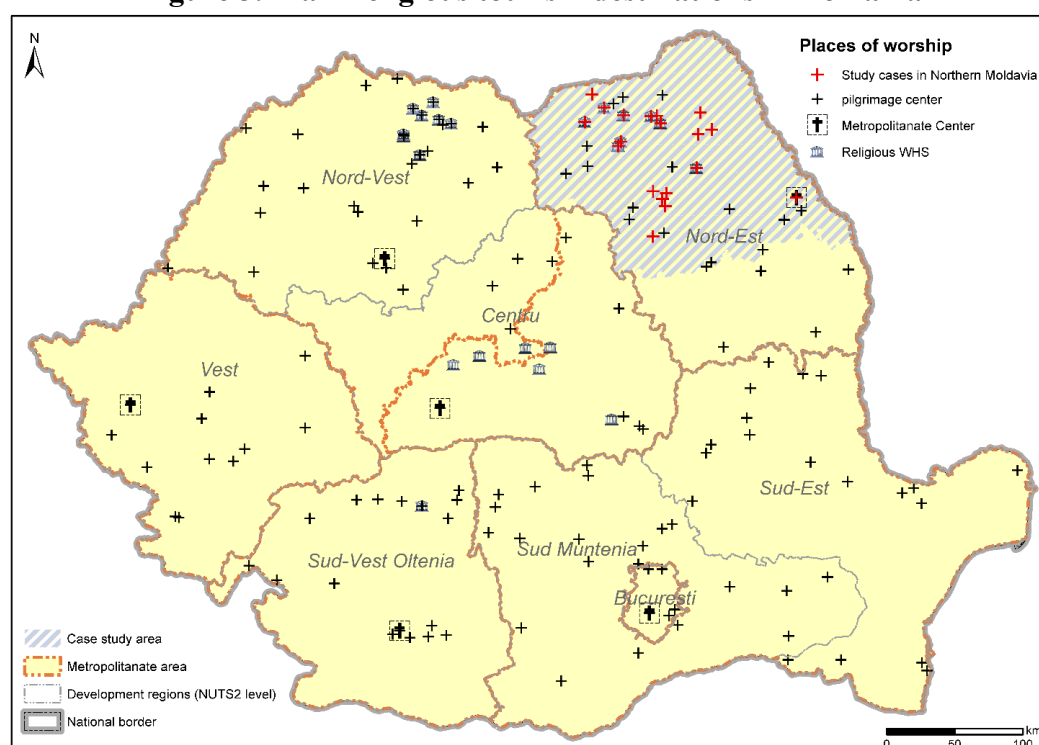 N
Places of worship
Study cases in Northern Moldavia
pilgrimage center
Metropolitanate Center
Religious WHS
Nord-Vest
Nord-Est
Centru
Vest
Sud-Est
Sud-Vest Oltenia
Sud Muntenia
Bucuresti
Case study area
Metropolitanate area
Development regions (NUTS2 level)
National border
km
0 50 100